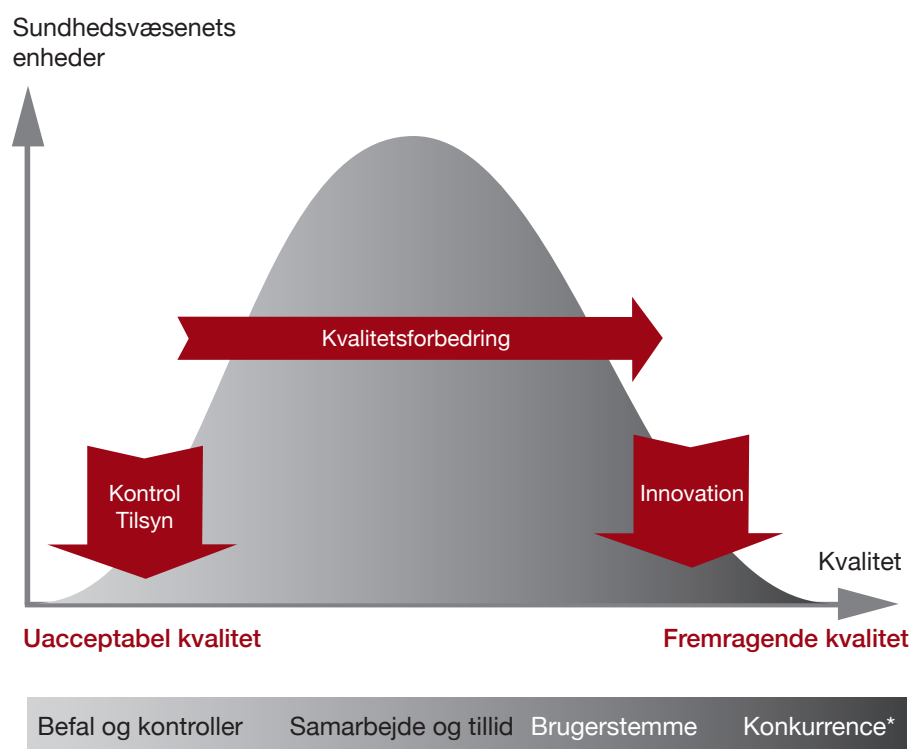 Sundhedsvæsenets
enheder
Kvalitetsforbedring
Kontrol
Tilsyn
Innovation
Kvalitet
Uacceptabel kvalitet
Fremragende kvalitet
Befal og kontroller Samarbejde og tillid Brugerstemme Konkurrence*